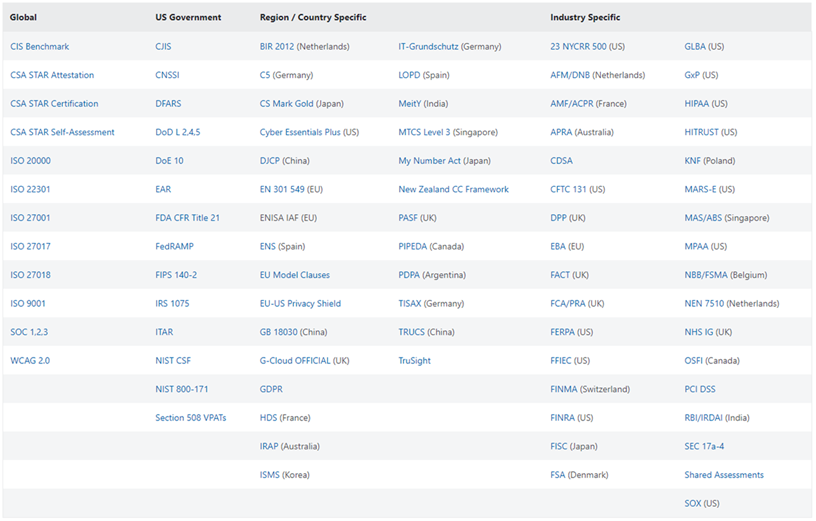 Global US Government Region / Country Specific Industry Specific
CIS Benchmark CJIS BIR 2012 (Netherlands) IT-Grundschutz (Germany) 23 NYCRR 500 (US) GLBA (US)
CSA STAR Attestation CNSSI C5 (Germany) LOPD (Spain) AFM/DNB (Netherlands) GxP (US)
CSA STAR Certification DFARS CS Mark Gold (Japan) MeitY (India) AMF/ACPR (France) HIPAA (US)
CSA STAR Self-Assessment DoD L 2,4,5 Cyber Essentials Plus (US) MTCS Level 3 (Singapore) APRA (Australia) HITRUST (US)
ISO 20000 DoE 10 DJCP (China) My Number Act (Japan) CDSA KNF (Poland)
ISO 22301 EAR EN 301 549 (EU) New Zealand CC Framework CFTC 131 (US) MARS-E (US)
ISO 27001 FDA CFR Title 21 ENISA IAF (EU) PASF (UK) DPP (UK) MAS/ABS (Singapore)
ISO 27017 FedRAMP ENS (Spain) PIPEDA (Canada) EBA (EU) MPAA (US)
ISO 27018 FIPS 140-2 EU Model Clauses PDPA (Argentina) FACT (UK) NBB/FSMA (Belgium)
ISO 9001 IRS 1075 EU-US Privacy Shield TISAX (Germany) FCA/PRA (UK) NEN 7510 (Netherlands)
SOC 1,2,3 ITAR GB 18030 (China) TRUCS (China) FERPA (US) NHS IG (UK)
WCAG 2.0 NIST CSF G-Cloud OFFICIAL (UK) TruSight FFIEC (US) OSFI (Canada)
NIST 800-171 GDPR FINMA (Switzerland) PCI DSS
Section 508 VPATs HDS (France) FINRA (US) RBI/IRDAI (India)
IRAP (Australia) FISC (Japan) SEC 17a-4
ISMS (Korea) FSA (Denmark) Shared Assessments
SOX (US)